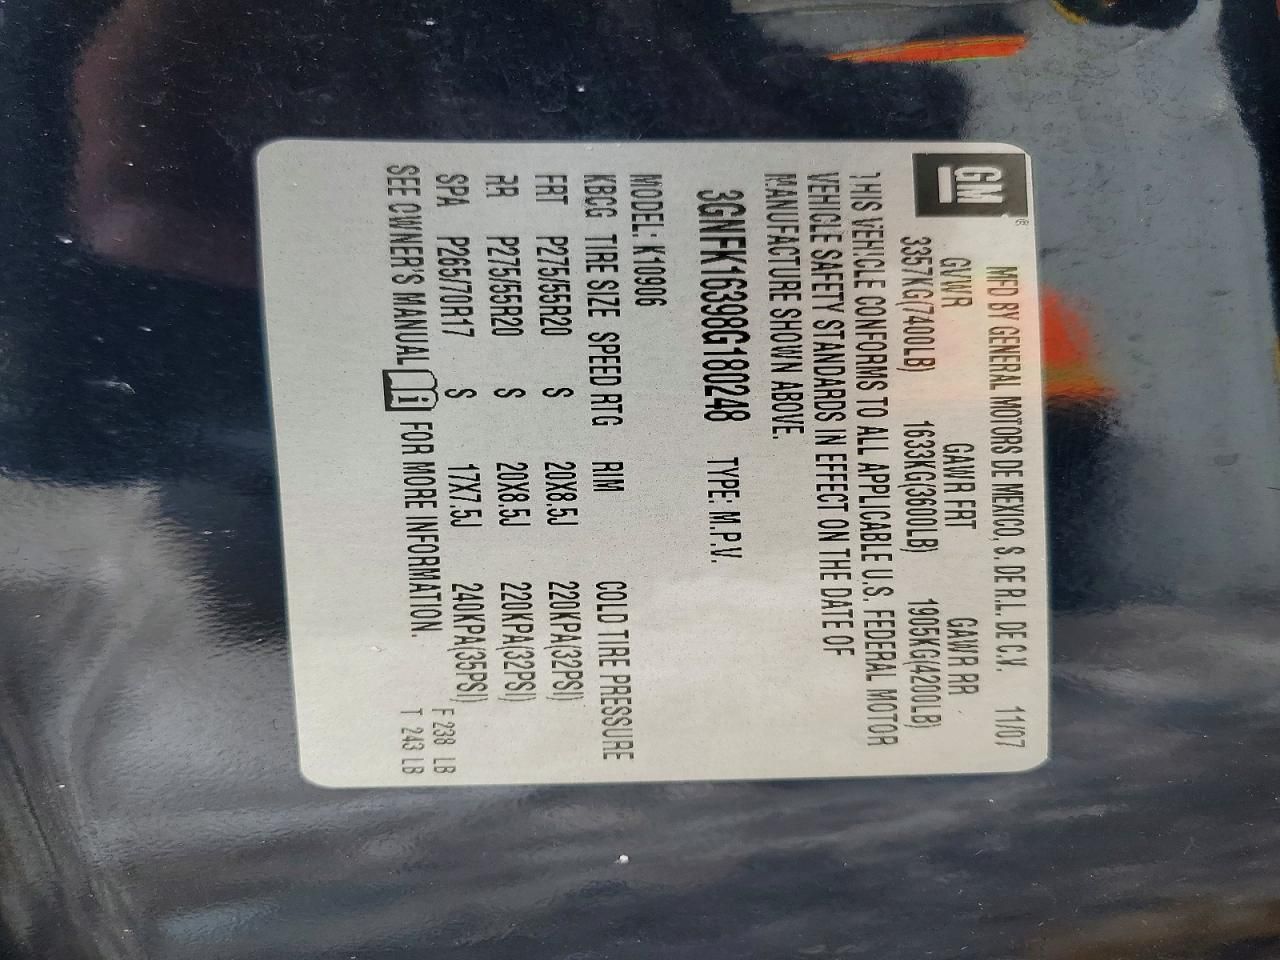 GM®
MFD BY GENERAL MOTORS DE MEXICO, S. DE R.L. DE C.V. 11/07
GVWR GAWR FRT GAWR RR
3357KG(7400LB) 1633KG(3600LB) 1905KG(4200LB)
THIS VEHICLE CONFORMS TO ALL APPLICABLE U.S. FEDERAL MOTOR
VEHICLE SAFETY STANDARDS IN EFFECT ON THE DATE OF
MANUFACTURE SHOWN ABOVE.
3GNFK16398G180248 TYPE: M.P.V.
MODEL: K10906
KBCG TIRE SIZE SPEED RTG RIM COLD TIRE PRESSURE
FRT P275/55R20 S 20X8.5J 220KPA(32PSI)
RR P275/55R20 S 20X8.5J 220KPA(32PSI)
SPA P265/70R17 S 17X7.5J 240KPA(35PSI)
SEE OWNER'S MANUAL i FOR MORE INFORMATION.
F 238 LB
T 243 LB